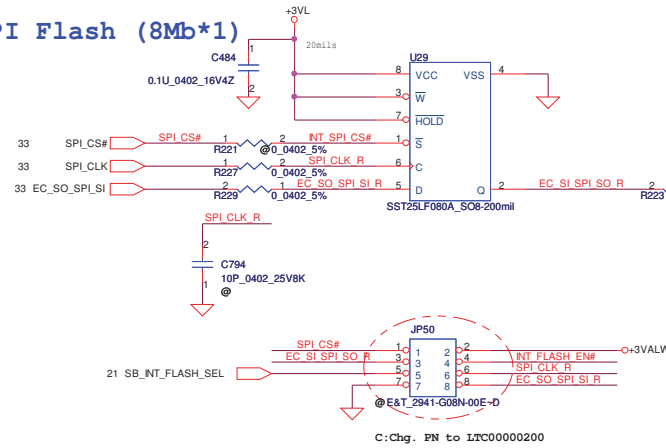 PI Flash (8Mb*1)
+3VL
20mils
C484
1
2
0.1U_0402_16V4Z
U29
8 VCC VSS 4
3 W
7 HOLD
33 SPI_CS# SPI_CS# 1 2 INT_SPI_CS# 1 S
R221 @0_0402_5%
33 SPI_CLK 1 2 SPI_CLK_R 6 C
R227 0_0402_5%
33 EC_SO_SPI_SI 2 1 EC_SO_SPI_SI_R 5 D Q 2 EC_SI_SPI_SO_R 2
R229 0_0402_5% R223
SST25LF080A_SO8-200mil
SPI_CLK_R
2
C794
10P_0402_25V8K
1
@
JP50
SPI_CS# 1 1 2 2 +3VALW
EC_SI_SPI_SO_R 3 3 4 4 INT_FLASH_EN#
21 SB_INT_FLASH_SEL 5 5 6 6 SPI_CLK_R
7 7 8 8 EC_SO_SPI_SI_R
@E&T_2941-G08N-00E~D
C:Chg. PN to LTC00000200